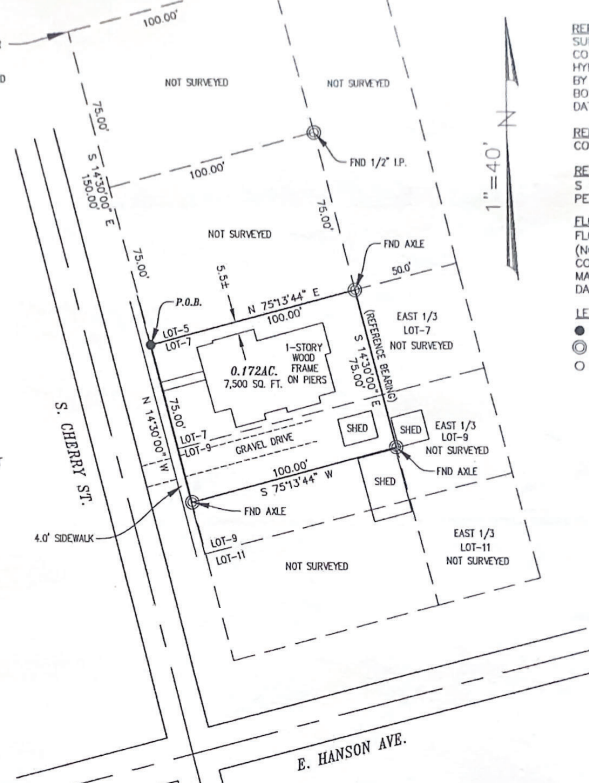 100.00'
NOT SURVEYED
NOT SURVEYED
75.00'
S 14°30'00" E
150.00'
100.00'
FND 1/2" I.P.
75.00'
N
1"=40'
75.00'
NOT SURVEYED
FND AXLE
50.0'
5.5±
N 75°13'44" E
100.00'
P.O.B.
LOT-5
LOT-7
EAST 1/3
LOT-7
NOT SURVEYED
1-STORY
WOOD
FRAME
ON PIERS
0.172AC.
7,500 SQ. FT.
(REFERENCE BEARING)
S 14°30'00" E
75.00'
N 14°30'00" W
75.00'
S. CHERRY ST.
LOT-7
LOT-9
GRAVEL DRIVE
SHED
SHED
EAST 1/3
LOT-9
NOT SURVEYED
100.00'
S 75°13'44" W
FND AXLE
SHED
FND AXLE
4.0' SIDEWALK
LOT-9
LOT-11
NOT SURVEYED
EAST 1/3
LOT-11
NOT SURVEYED
E. HANSON AVE.
BY